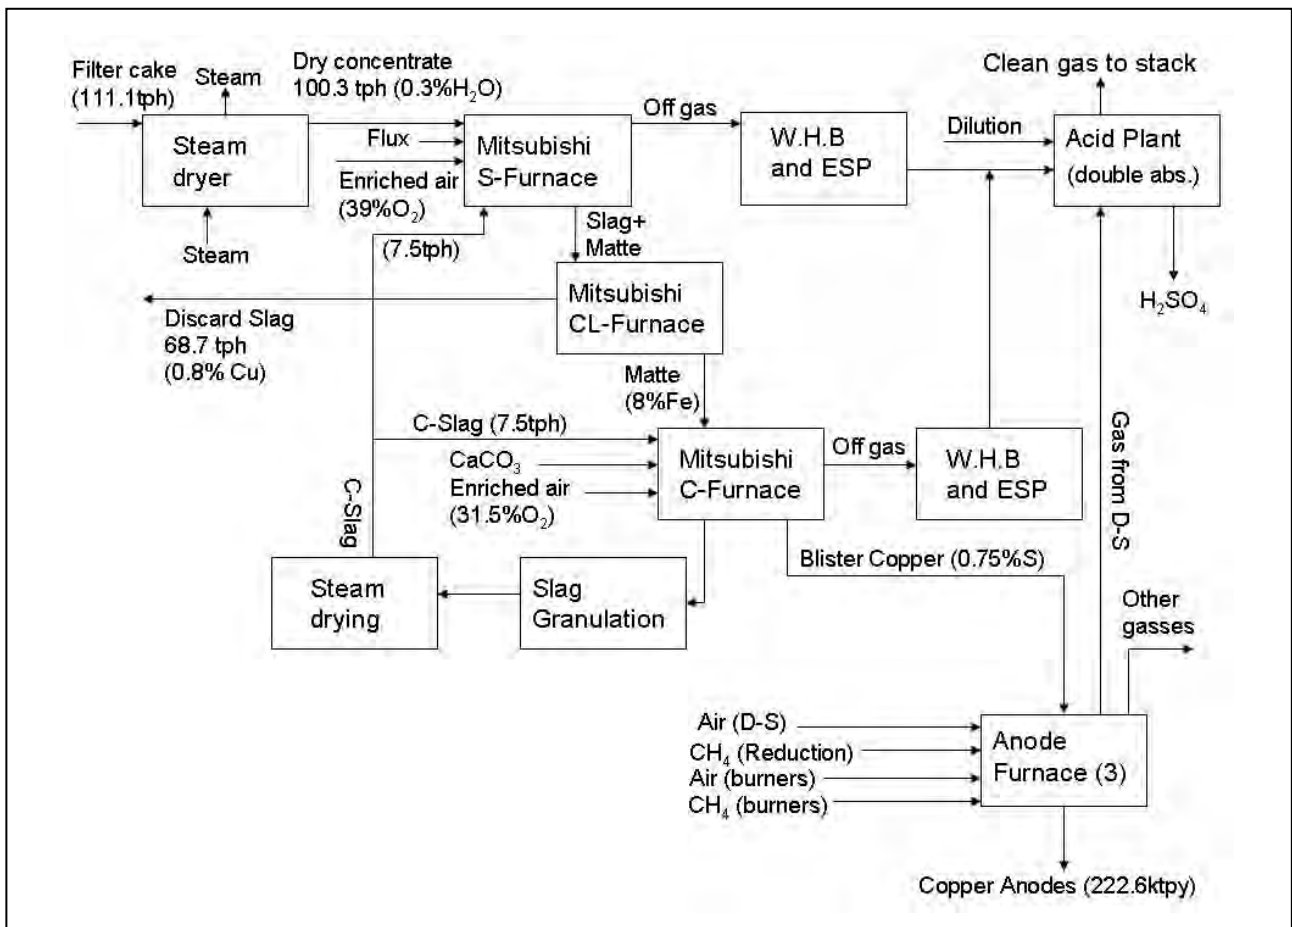 Filter cake
(111.1tph)
Steam
Dry concentrate
100.3 tph (0.3%H₂O)
Steam
dryer
Steam
Flux
Enriched air
(39%O₂)
(7.5tph)
Mitsubishi
S-Furnace
Off gas
W.H.B
and ESP
Dilution
Clean gas to stack
Acid Plant
(double abs.)
H₂SO₄
Slag+
Matte
Mitsubishi
CL-Furnace
Discard Slag
68.7 tph
(0.8% Cu)
Matte
(8%Fe)
C-Slag (7.5tph)
CaCO₃
Enriched air
(31.5%O₂)
Mitsubishi
C-Furnace
Off gas
W.H.B
and ESP
Gas from D-S
C-Slag
Steam
drying
Slag
Granulation
Blister Copper (0.75%S)
Other
gasses
Air (D-S)
CH₄ (Reduction)
Air (burners)
CH₄ (burners)
Anode
Furnace (3)
Copper Anodes (222.6ktpy)